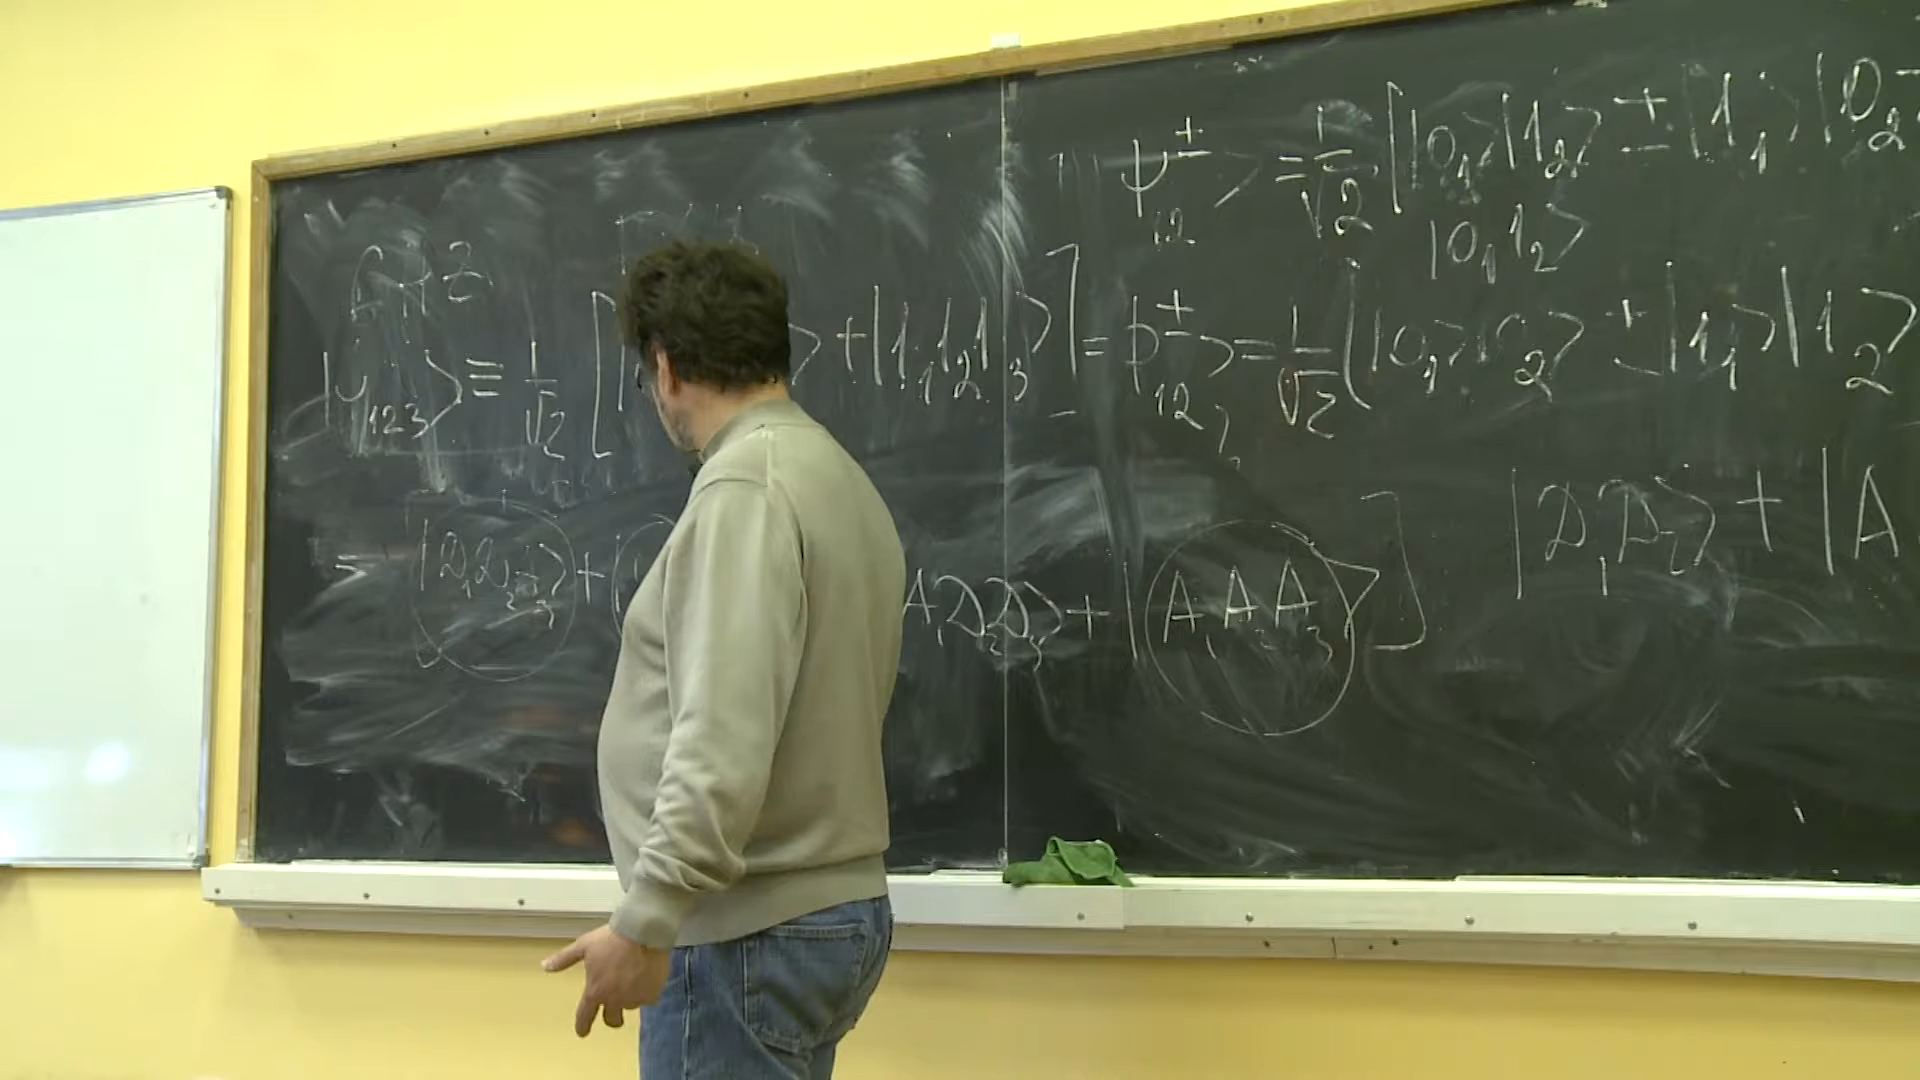 |ψ±₁₂> = 1/√2 [|0₁>|1₂> ± |1₁>|0₂
|0₁1₂>
|ψ₁₂₃> ≡ 1/√2 [| > + |1₁1₂1₃>] =
Φ±₁₂> = 1/√2 (|0₁>|0₂> ± |1₁>|1₂>
= |D₁D₂D₃> + ( A₁D₂D₃> + |A₁A₂A₃>]
|D₁D₂> + |A